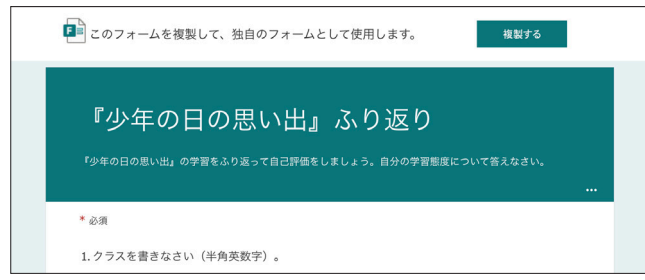 このフォームを複製して、独自のフォームとして使用します。
複製する
『少年の日の思い出』ふり返り
『少年の日の思い出』の学習をふり返って自己評価をしましょう。自分の学習態度について答えなさい。
...
* 必須
1. クラスを書きなさい（半角英数字）。